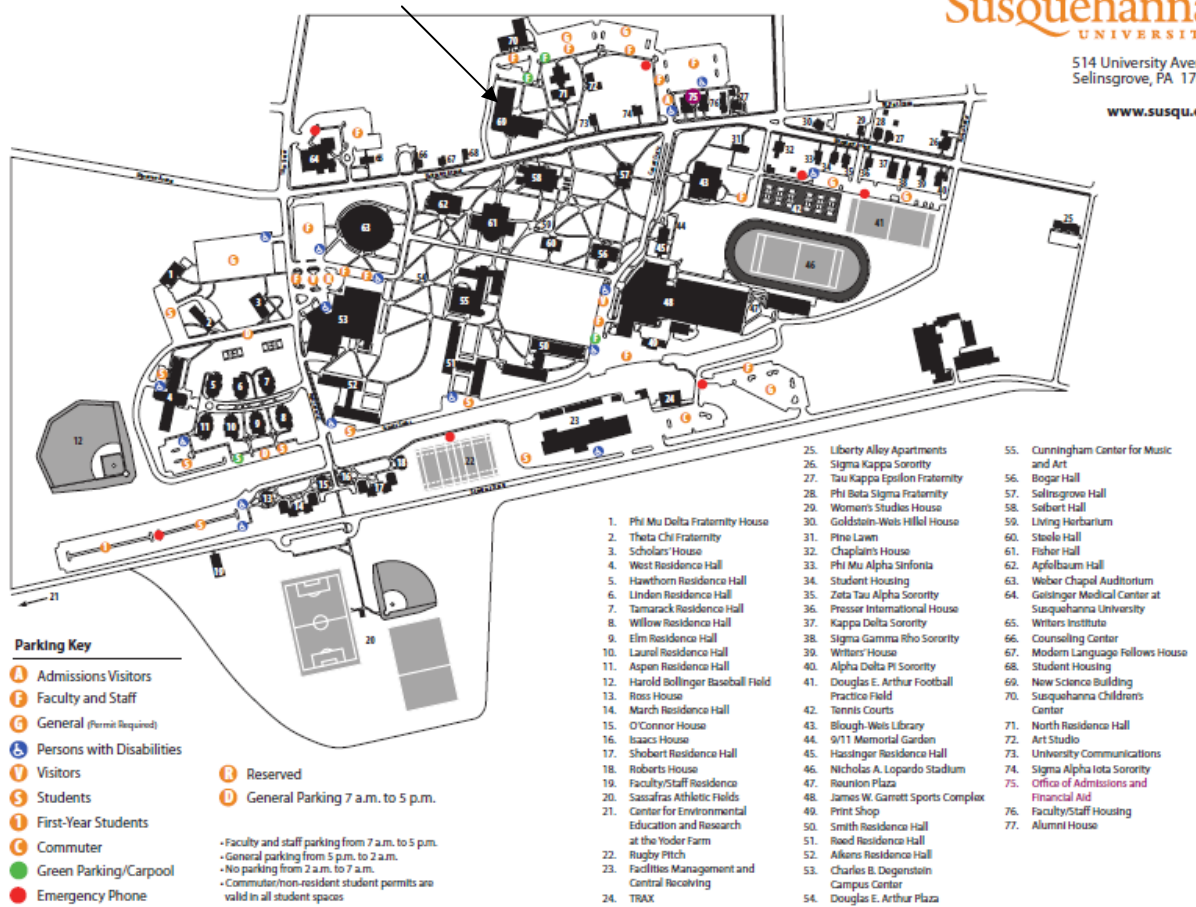 Susquehanna
UNIVERSIT
514 University Aven
Selinsgrove, PA 17
www.susqu.e
21
Parking Key
A Admissions Visitors
F Faculty and Staff
G General (Permit Required)
Persons with Disabilities
V Visitors
S Students
1 First-Year Students
C Commuter
Green Parking/Carpool
Emergency Phone
R Reserved
D General Parking 7 a.m. to 5 p.m.
• Faculty and staff parking from 7 a.m. to 5 p.m.
• General parking from 5 p.m. to 2 a.m.
• No parking from 2 a.m. to 7 a.m.
• Commuter/non-resident student permits are
valid in all student spaces
1. Phi Mu Delta Fraternity House
2. Theta Chi Fraternity
3. Scholars' House
4. West Residence Hall
5. Hawthorn Residence Hall
6. Linden Residence Hall
7. Tamarack Residence Hall
8. Willow Residence Hall
9. Elm Residence Hall
10. Laurel Residence Hall
11. Aspen Residence Hall
12. Harold Bollinger Baseball Field
13. Ross House
14. March Residence Hall
15. O'Connor House
16. Isaacs House
17. Shobert Residence Hall
18. Roberts House
19. Faculty/Staff Residence
20. Sassafras Athletic Fields
21. Center for Environmental
Education and Research
at the Yoder Farm
22. Rugby Pitch
23. Facilities Management and
Central Receiving
24. TRAX
25. Liberty Alley Apartments
26. Sigma Kappa Sorority
27. Tau Kappa Epsilon Fraternity
28. Phi Beta Sigma Fraternity
29. Women's Studies House
30. Goldstein-Weis Hillel House
31. Pine Lawn
32. Chaplain's House
33. Phi Mu Alpha Sinfonia
34. Student Housing
35. Zeta Tau Alpha Sorority
36. Presser International House
37. Kappa Delta Sorority
38. Sigma Gamma Rho Sorority
39. Writers' House
40. Alpha Delta Pi Sorority
41. Douglas E. Arthur Football
Practice Field
42. Tennis Courts
43. Blough-Weis Library
44. 9/11 Memorial Garden
45. Hassinger Residence Hall
46. Nicholas A. Lopardo Stadium
47. Reunion Plaza
48. James W. Garrett Sports Complex
49. Print Shop
50. Smith Residence Hall
51. Reed Residence Hall
52. Aikens Residence Hall
53. Charles B. Degenstein
Campus Center
54. Douglas E. Arthur Plaza
55. Cunningham Center for Music
and Art
56. Bogar Hall
57. Selinsgrove Hall
58. Seibert Hall
59. Living Herbarium
60. Steele Hall
61. Fisher Hall
62. Apfelbaum Hall
63. Weber Chapel Auditorium
64. Geisinger Medical Center at
Susquehanna University
65. Writers Institute
66. Counseling Center
67. Modern Language Fellows House
68. Student Housing
69. New Science Building
70. Susquehanna Children's
Center
71. North Residence Hall
72. Art Studio
73. University Communications
74. Sigma Alpha Iota Sorority
75. Office of Admissions and
Financial Aid
76. Faculty/Staff Housing
77. Alumni House